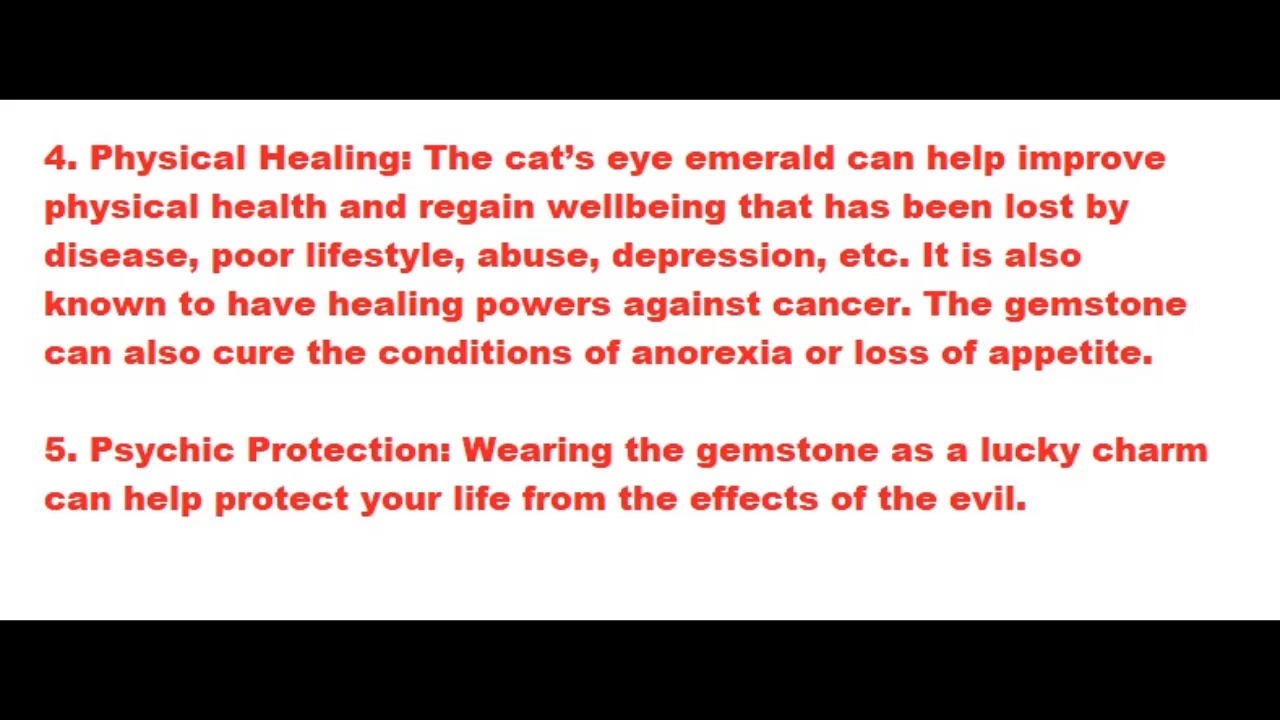 4. Physical Healing: The cat’s eye emerald can help improve
physical health and regain wellbeing that has been lost by
disease, poor lifestyle, abuse, depression, etc. It is also
known to have healing powers against cancer. The gemstone
can also cure the conditions of anorexia or loss of appetite.
5. Psychic Protection: Wearing the gemstone as a lucky charm
can help protect your life from the effects of the evil.